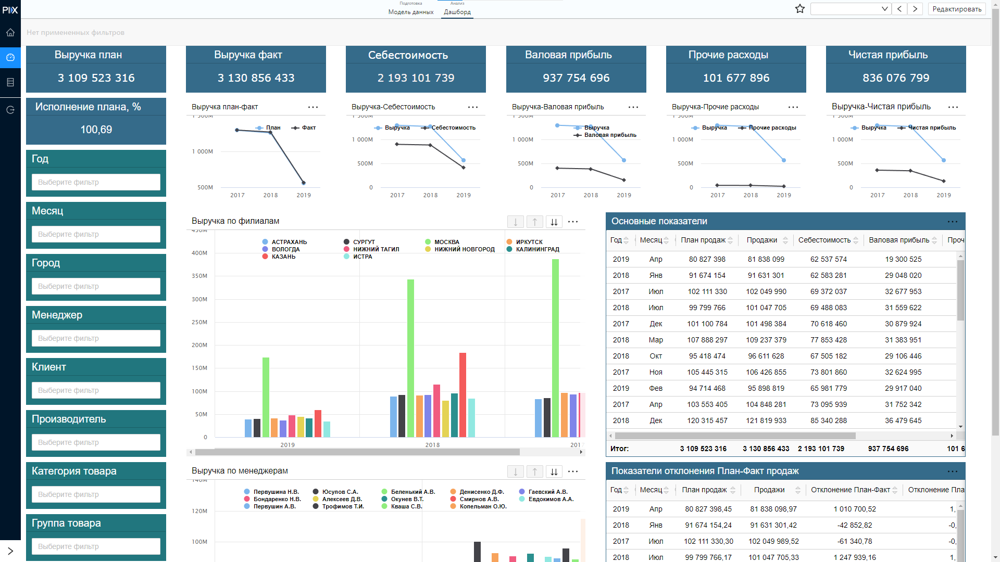 PIX
Подготовка
Модель данных
Анализ
Дашборд
Редактировать
Нет примененных фильтров
Выручка план
3 109 523 316
Выручка факт
3 130 856 433
Себестоимость
2 193 101 739
Валовая прибыль
937 754 696
Прочие расходы
101 677 896
Чистая прибыль
836 076 799
Исполнение плана, %
100,69
Год
Выберите фильтр
Месяц
Выберите фильтр
Город
Выберите фильтр
Менеджер
Выберите фильтр
Клиент
Выберите фильтр
Производитель
Выберите фильтр
Категория товара
Выберите фильтр
Группа товара
Выберите фильтр
Выручка план-факт
1 500M
План Факт
1 000M
500M
2017 2018 2019
Выручка-Себестоимость
1 500M
Выручка Себестоимость
1 000M
500M
0
2017 2018 2019
Выручка-Валовая прибыль
1 500M
Выручка
Валовая прибыль
1 000M
500M
0
2017 2018 2019
Выручка-Прочие расходы
1 500M
Выручка Прочие расходы
1 000M
500M
0
2017 2018 2019
Выручка-Чистая прибыль
1 500M
Выручка Чистая прибыль
1 000M
500M
0
2017 2018 2019
Выручка по филиалам
450M
АСТРАХАНЬ СУРГУТ МОСКВА ИРКУТСК
ВОЛОГДА НИЖНИЙ ТАГИЛ НИЖНИЙ НОВГОРОД КАЛИНИНГРАД
КАЗАНЬ ИСТРА
400M
350M
300M
250M
200M
150M
100M
50M
0
2019 2018 2017
Основные показатели
Год Месяц План продаж Продажи Себестоимость Валовая прибыль Проч
2019 Апр 80 827 398 81 838 099 62 537 574 19 300 525
2018 Янв 91 674 154 91 631 301 62 583 281 29 048 020
2017 Июл 102 111 330 102 049 990 69 372 037 32 677 953
2018 Июл 99 799 766 101 047 705 69 488 083 31 559 622
2017 Дек 101 100 784 101 498 384 70 618 460 30 879 924
2018 Мар 107 888 297 109 237 379 77 853 428 31 383 951
2018 Окт 95 418 474 96 611 628 67 505 182 29 106 446
2017 Ноя 105 445 315 106 426 855 73 801 860 32 624 995
2019 Фев 94 714 468 95 898 819 65 981 779 29 917 040
2017 Апр 103 553 405 104 848 281 73 095 939 31 752 342
2018 Дек 120 315 457 121 819 933 85 340 288 36 479 645
Итог: 3 109 523 316 3 130 856 433 2 193 101 739 937 754 696 101 6
Выручка по менеджерам
140M
Первушина Н.В. Юсупов С.А. Беленький А.В. Денисенко Д.Ф. Гаевский А.В.
Бондаренко Н.В. Алексеев Д.В. Окунев В.Т. Смирнов А.В. Евдокимов А.А.
Первушин А.В. Трофимов Т.И. Кваша С.В. Копельман О.Ю.
120M
100M
Показатели отклонения План-Факт продаж
Год Месяц План продаж Продажи Отклонение План-Факт Отклонение Пла
2019 Апр 80 827 398,45 81 838 098,97 1 010 700,52 1,
2018 Янв 91 674 154,24 91 631 301,42 -42 852,82 -0,
2017 Июл 102 111 330,30 102 049 989,52 -61 340,78 -0,
2018 Июл 99 799 766,17 101 047 705,33 1 247 939,16 1,